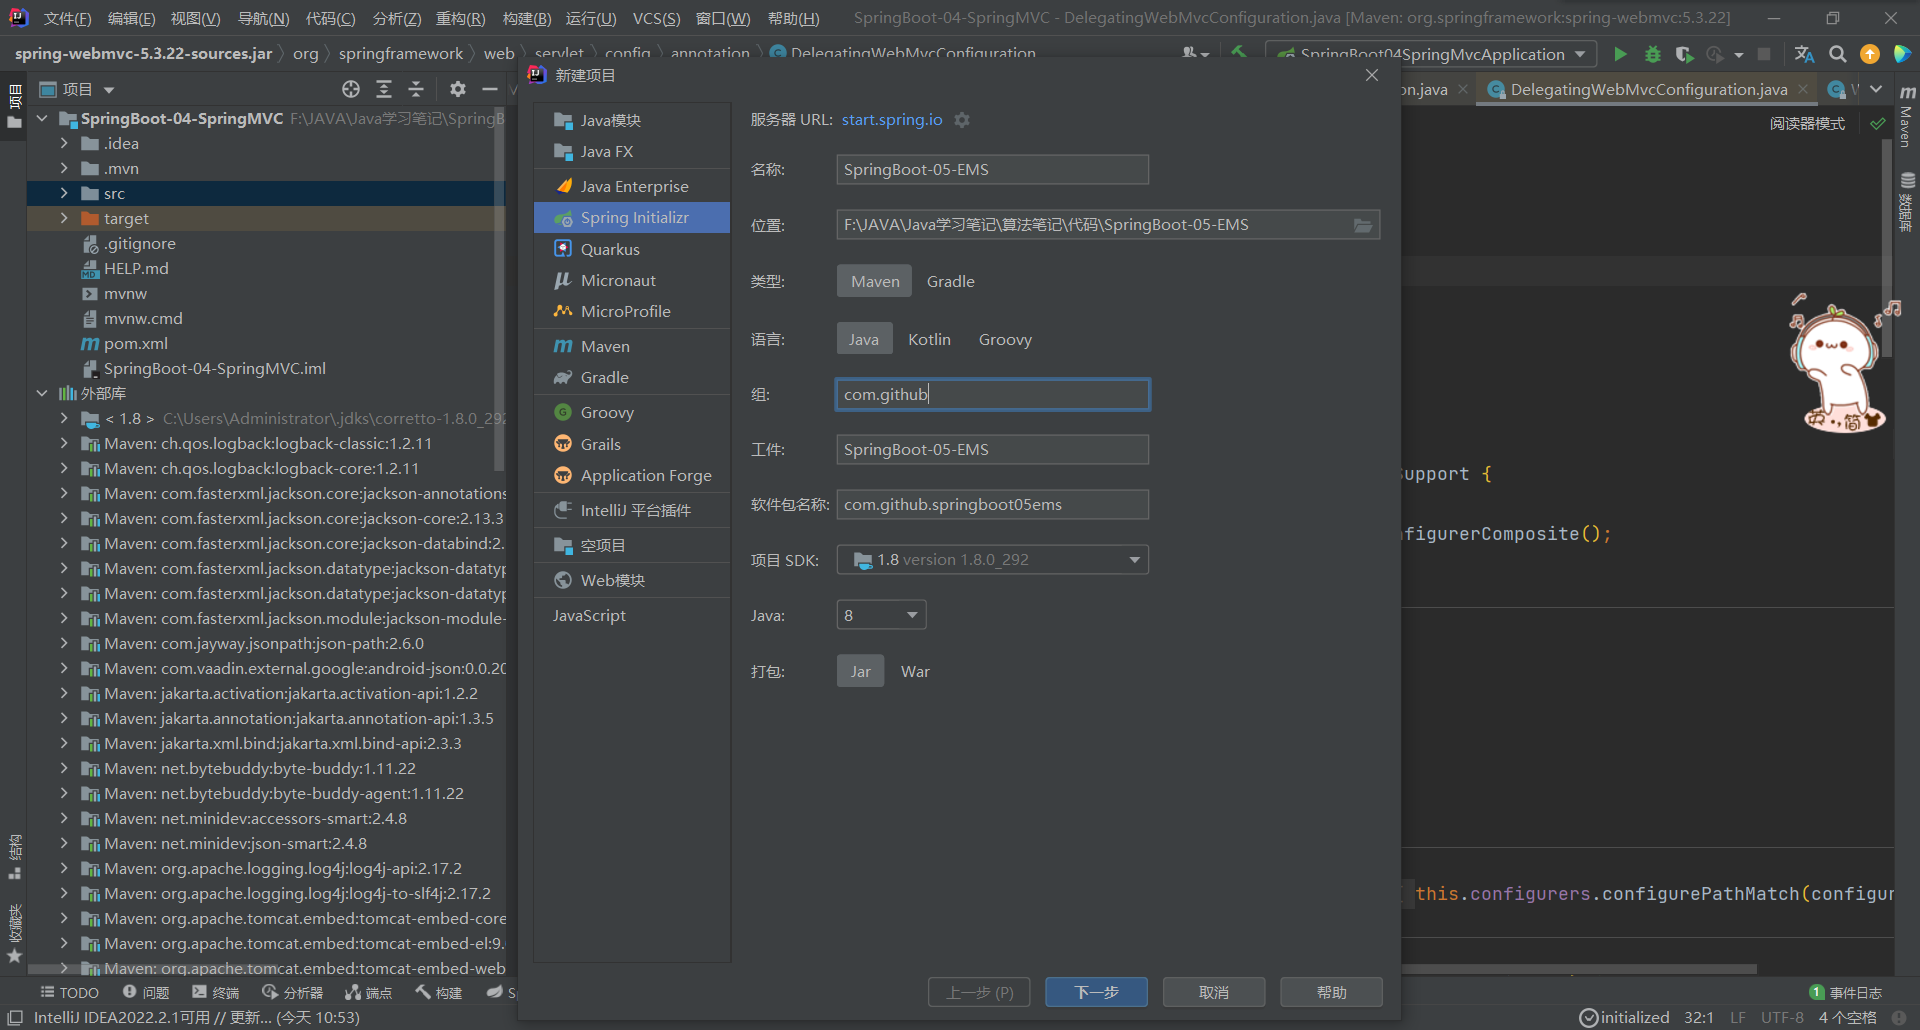 文件(F) 编辑(E) 视图(V) 导航(N) 代码(C) 分析(Z) 重构(R) 构建(B) 运行(U) VCS(S) 窗口(W) 帮助(H) SpringBoot-04-SpringMVC - DelegatingWebMvcConfiguration.java [Maven: org.springframework:spring-webmvc:5.3.22]
spring-webmvc-5.3.22-sources.jar org springframework web servlet config annotation DelegatingWebMvcConfiguration SpringBoot04SpringMvcApplication
项目
on.java DelegatingWebMvcConfiguration.java
阅读器模式
项目
Maven
数据库
结构
收藏夹
SpringBoot-04-SpringMVC F:\JAVA\Java学习笔记\SpringB
.idea
.mvn
src
target
.gitignore
HELP.md
mvnw
mvnw.cmd
pom.xml
SpringBoot-04-SpringMVC.iml
外部库
< 1.8 > C:\Users\Administrator\.jdks\corretto-1.8.0_292
Maven: ch.qos.logback:logback-classic:1.2.11
Maven: ch.qos.logback:logback-core:1.2.11
Maven: com.fasterxml.jackson.core:jackson-annotations
Maven: com.fasterxml.jackson.core:jackson-core:2.13.3
Maven: com.fasterxml.jackson.core:jackson-databind:2.
Maven: com.fasterxml.jackson.datatype:jackson-datatyp
Maven: com.fasterxml.jackson.datatype:jackson-datatyp
Maven: com.fasterxml.jackson.module:jackson-module-
Maven: com.jayway.jsonpath:json-path:2.6.0
Maven: com.vaadin.external.google:android-json:0.0.20
Maven: jakarta.activation:jakarta.activation-api:1.2.2
Maven: jakarta.annotation:jakarta.annotation-api:1.3.5
Maven: jakarta.xml.bind:jakarta.xml.bind-api:2.3.3
Maven: net.bytebuddy:byte-buddy:1.11.22
Maven: net.bytebuddy:byte-buddy-agent:1.11.22
Maven: net.minidev:accessors-smart:2.4.8
Maven: net.minidev:json-smart:2.4.8
Maven: org.apache.logging.log4j:log4j-api:2.17.2
Maven: org.apache.logging.log4j:log4j-to-slf4j:2.17.2
Maven: org.apache.tomcat.embed:tomcat-embed-core
Maven: org.apache.tomcat.embed:tomcat-embed-el:9.
Maven: org.apache.tomcat.embed:tomcat-embed-web
新建项目
Java模块
Java FX
Java Enterprise
Spring Initializr
Quarkus
Micronaut
MicroProfile
Maven
Gradle
Groovy
Grails
Application Forge
IntelliJ 平台插件
空项目
Web模块
JavaScript
服务器 URL: start.spring.io
名称: SpringBoot-05-EMS
位置: F:\JAVA\Java学习笔记\算法笔记\代码\SpringBoot-05-EMS
类型: Maven Gradle
语言: Java Kotlin Groovy
组: com.github
工件: SpringBoot-05-EMS
软件包名称: com.github.springboot05ems
项目 SDK: 1.8 version 1.8.0_292
Java: 8
打包: Jar War
上一步 (P) 下一步 取消 帮助
英 简
Support {
figurerComposite();
this.configurers.configurePathMatch(configur
TODO 问题 终端 分析器 端点 构建 S
1 事件日志
IntelliJ IDEA2022.2.1可用 // 更新... (今天 10:53) initialized 32:1 LF UTF-8 4 个空格